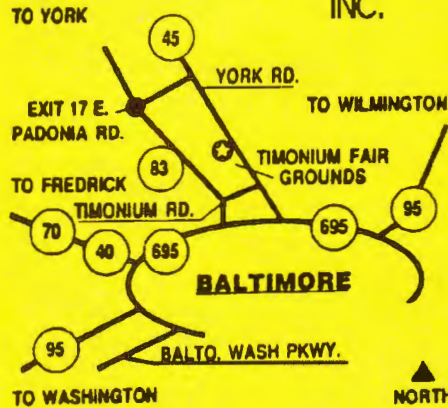 INC.
TO YORK
45
YORK RD.
EXIT 17 E.
PADONIA RD.
TO WILMINGTON
83
TIMONIUM FAIR
GROUNDS
TO FREDRICK
TIMONIUM RD.
95
70
40
695
695
BALTIMORE
95
BALTO. WASH PKWY.
TO WASHINGTON
NORTH